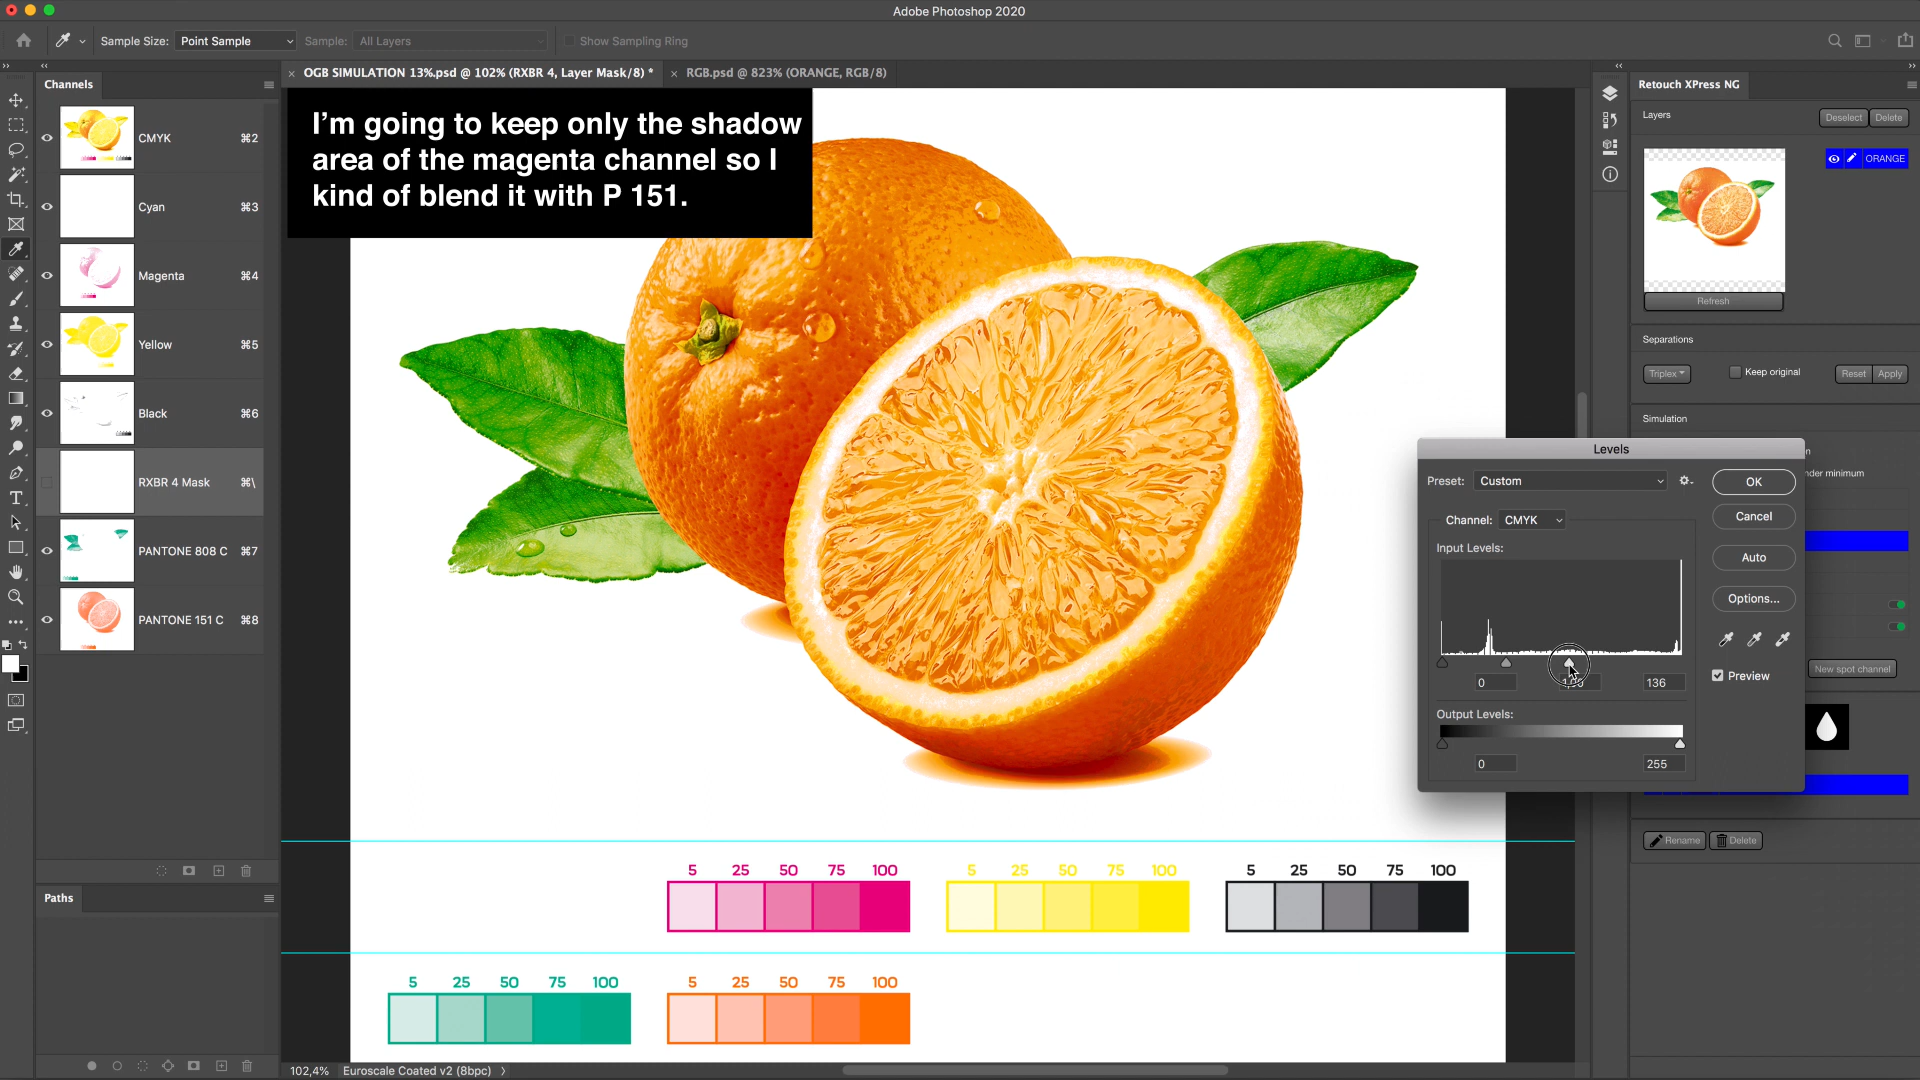 Adobe Photoshop 2020
Sample Size: Point Sample Sample: All Layers Show Sampling Ring
Channels
OGB SIMULATION 13%.psd @ 102% (RXBR 4, Layer Mask/8) *
RGB.psd @ 823% (ORANGE, RGB/8)
I'm going to keep only the shadow
area of the magenta channel so I
kind of blend it with P 151.
CMYK ⌘2
Cyan ⌘3
Magenta ⌘4
Yellow ⌘5
Black ⌘6
RXBR 4 Mask ⌘\
PANTONE 808 C ⌘7
PANTONE 151 C ⌘8
Paths
5 25 50 75 100
5 25 50 75 100
5 25 50 75 100
5 25 50 75 100
5 25 50 75 100
102,4% Euroscale Coated v2 (8bpc)
Retouch XPress NG
Layers
Deselect Delete
ORANGE
Refresh
Separations
Triplex Keep original Reset Apply
Simulation
Levels
Preset: Custom
OK
Channel: CMYK
Cancel
Input Levels:
Auto
Options...
0 136
Preview
Output Levels:
0 255
nder minimum
New spot channel
Rename Delete